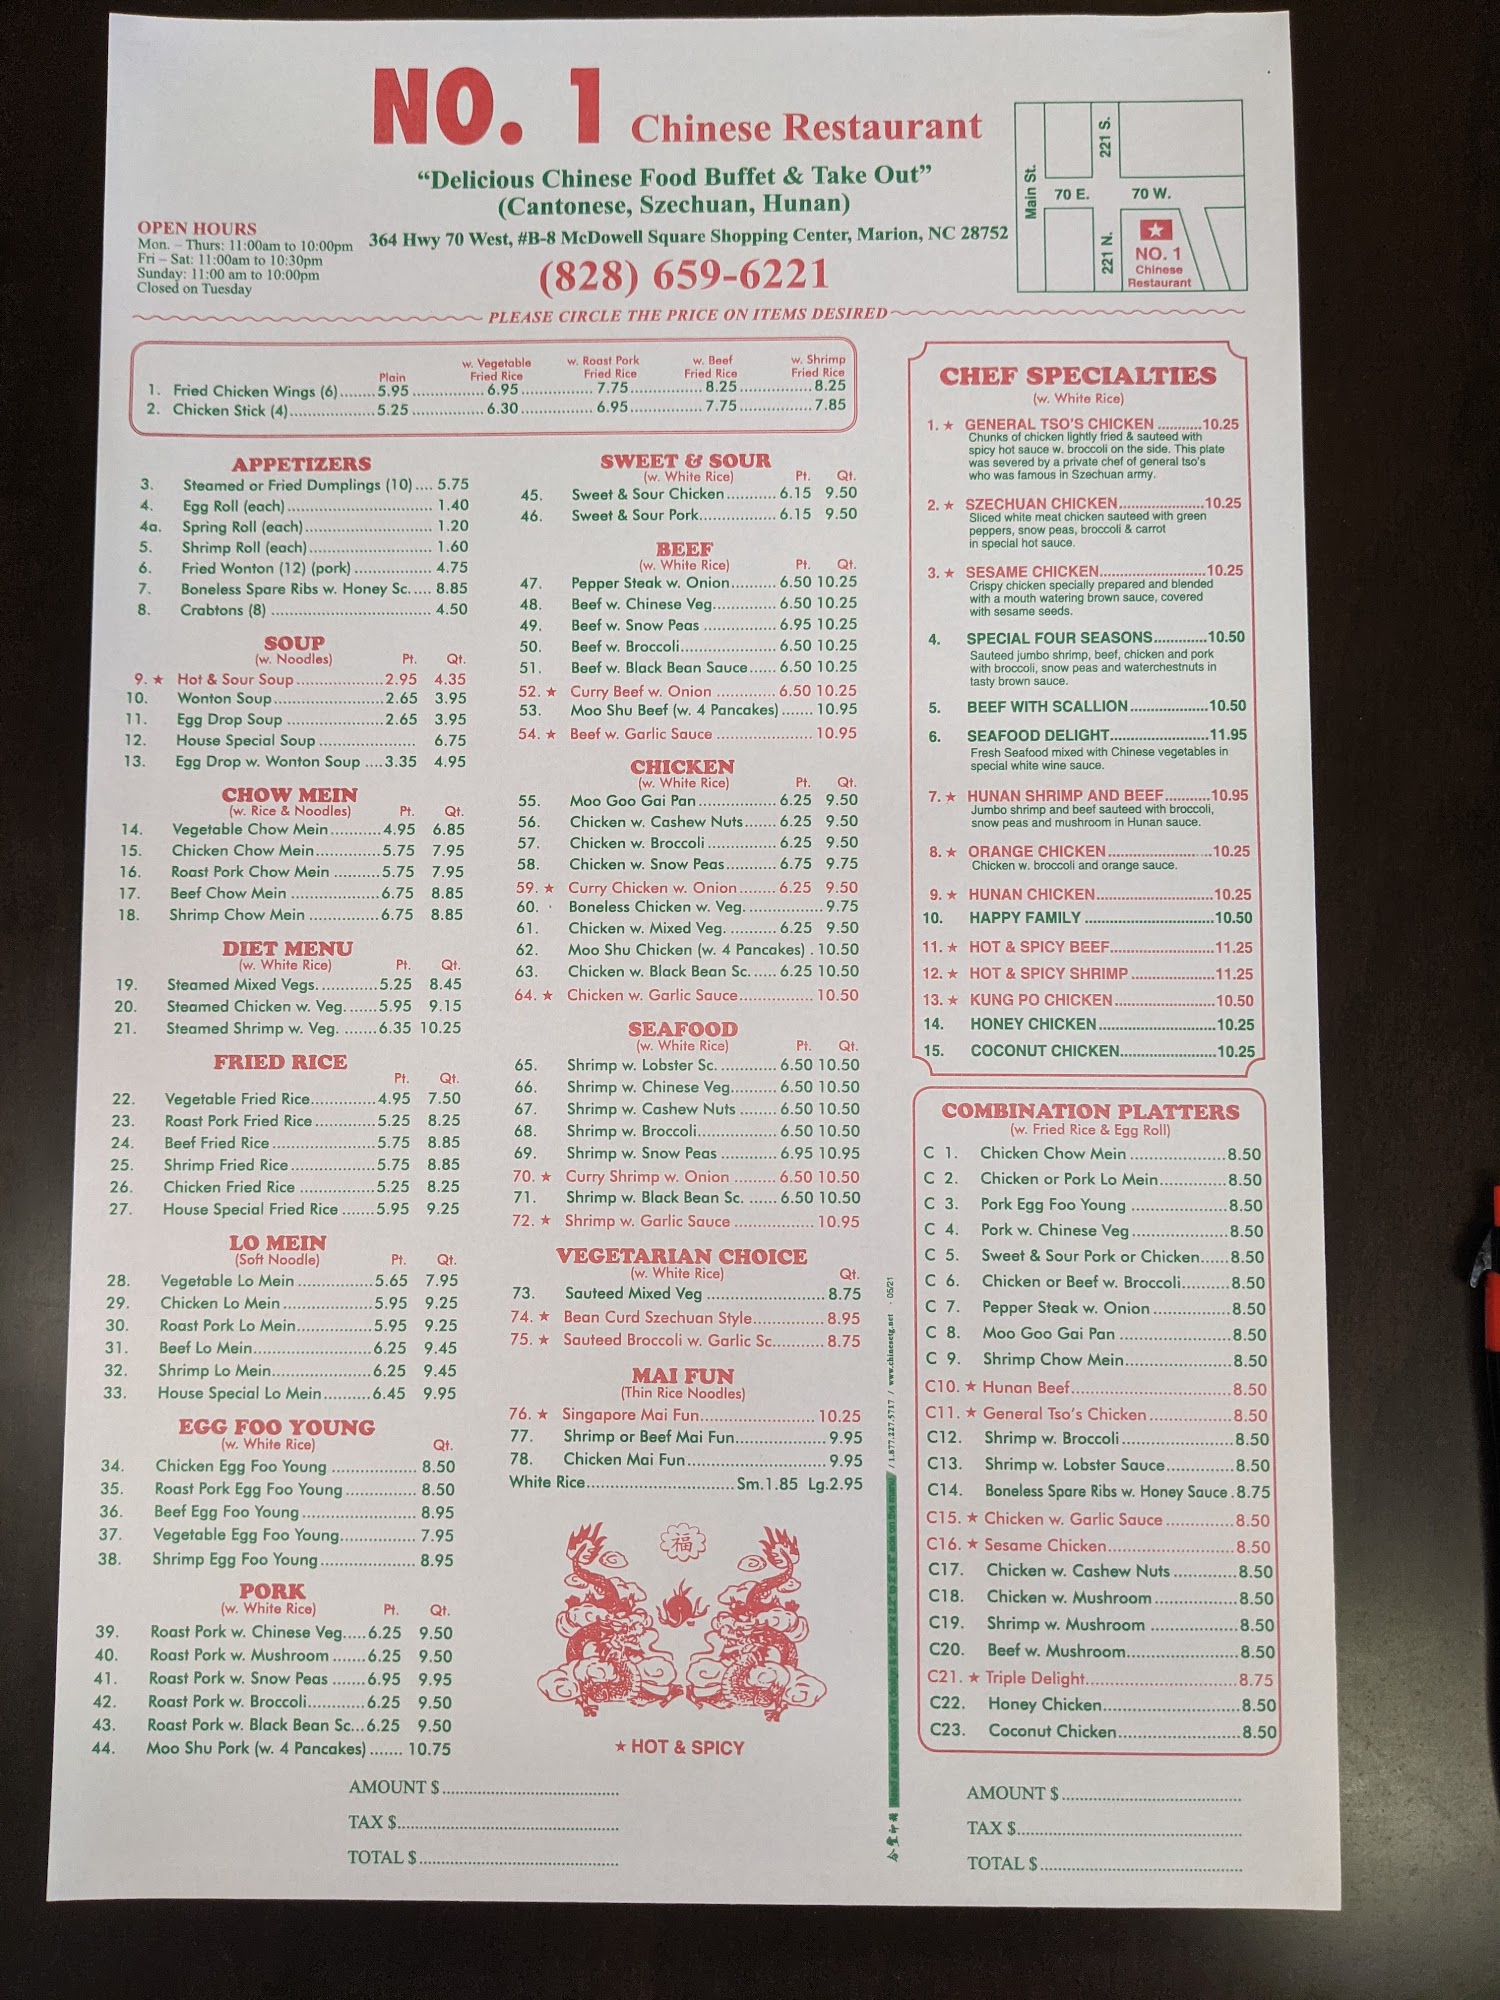 NO. 1 Chinese Restaurant
“Delicious Chinese Food Buffet & Take Out”
(Cantonese, Szechuan, Hunan)
364 Hwy 70 West, #B-8 McDowell Square Shopping Center, Marion, NC 28752
(828) 659-6221
OPEN HOURS
Mon. – Thurs: 11:00am to 10:00pm
Fri – Sat: 11:00am to 10:30pm
Sunday: 11:00 am to 10:00pm
Closed on Tuesday
Main St.
221 S.
70 E.
70 W.
221 N.
NO. 1
Chinese
Restaurant
PLEASE CIRCLE THE PRICE ON ITEMS DESIRED
Plain w. Vegetable Fried Rice w. Roast Pork Fried Rice w. Beef Fried Rice w. Shrimp Fried Rice
1. Fried Chicken Wings (6) 5.95 6.95 7.75 8.25 8.25
2. Chicken Stick (4) 5.25 6.30 6.95 7.75 7.85
APPETIZERS
3. Steamed or Fried Dumplings (10) 5.75
4. Egg Roll (each) 1.40
4a. Spring Roll (each) 1.20
5. Shrimp Roll (each) 1.60
6. Fried Wonton (12) (pork) 4.75
7. Boneless Spare Ribs w. Honey Sc. 8.85
8. Crabtons (8) 4.50
SOUP
(w. Noodles) Pt. Qt.
9. ★ Hot & Sour Soup 2.95 4.35
10. Wonton Soup 2.65 3.95
11. Egg Drop Soup 2.65 3.95
12. House Special Soup 6.75
13. Egg Drop w. Wonton Soup 3.35 4.95
CHOW MEIN
(w. Rice & Noodles) Pt. Qt.
14. Vegetable Chow Mein 4.95 6.85
15. Chicken Chow Mein 5.75 7.95
16. Roast Pork Chow Mein 5.75 7.95
17. Beef Chow Mein 6.75 8.85
18. Shrimp Chow Mein 6.75 8.85
DIET MENU
(w. White Rice) Pt. Qt.
19. Steamed Mixed Vegs. 5.25 8.45
20. Steamed Chicken w. Veg. 5.95 9.15
21. Steamed Shrimp w. Veg. 6.35 10.25
FRIED RICE
Pt. Qt.
22. Vegetable Fried Rice 4.95 7.50
23. Roast Pork Fried Rice 5.25 8.25
24. Beef Fried Rice 5.75 8.85
25. Shrimp Fried Rice 5.75 8.85
26. Chicken Fried Rice 5.25 8.25
27. House Special Fried Rice 5.95 9.25
LO MEIN
(Soft Noodle) Pt. Qt.
28. Vegetable Lo Mein 5.65 7.95
29. Chicken Lo Mein 5.95 9.25
30. Roast Pork Lo Mein 5.95 9.25
31. Beef Lo Mein 6.25 9.45
32. Shrimp Lo Mein 6.25 9.45
33. House Special Lo Mein 6.45 9.95
EGG FOO YOUNG
(w. White Rice) Qt.
34. Chicken Egg Foo Young 8.50
35. Roast Pork Egg Foo Young 8.50
36. Beef Egg Foo Young 8.95
37. Vegetable Egg Foo Young 7.95
38. Shrimp Egg Foo Young 8.95
PORK
(w. White Rice) Pt. Qt.
39. Roast Pork w. Chinese Veg. 6.25 9.50
40. Roast Pork w. Mushroom 6.25 9.50
41. Roast Pork w. Snow Peas 6.95 9.95
42. Roast Pork w. Broccoli 6.25 9.50
43. Roast Pork w. Black Bean Sc. 6.25 9.50
44. Moo Shu Pork (w. 4 Pancakes) 10.75
SWEET & SOUR
(w. White Rice) Pt. Qt.
45. Sweet & Sour Chicken 6.15 9.50
46. Sweet & Sour Pork 6.15 9.50
BEEF
(w. White Rice) Pt. Qt.
47. Pepper Steak w. Onion 6.50 10.25
48. Beef w. Chinese Veg. 6.50 10.25
49. Beef w. Snow Peas 6.95 10.25
50. Beef w. Broccoli 6.50 10.25
51. Beef w. Black Bean Sauce 6.50 10.25
52. ★ Curry Beef w. Onion 6.50 10.25
53. Moo Shu Beef (w. 4 Pancakes) 10.95
54. ★ Beef w. Garlic Sauce 10.95
CHICKEN
(w. White Rice) Pt. Qt.
55. Moo Goo Gai Pan 6.25 9.50
56. Chicken w. Cashew Nuts 6.25 9.50
57. Chicken w. Broccoli 6.25 9.50
58. Chicken w. Snow Peas 6.75 9.75
59. ★ Curry Chicken w. Onion 6.25 9.50
60. Boneless Chicken w. Veg. 9.75
61. Chicken w. Mixed Veg. 6.25 9.50
62. Moo Shu Chicken (w. 4 Pancakes) 10.50
63. Chicken w. Black Bean Sc. 6.25 10.50
64. ★ Chicken w. Garlic Sauce 10.50
SEAFOOD
(w. White Rice) Pt. Qt.
65. Shrimp w. Lobster Sc. 6.50 10.50
66. Shrimp w. Chinese Veg. 6.50 10.50
67. Shrimp w. Cashew Nuts 6.50 10.50
68. Shrimp w. Broccoli 6.50 10.50
69. Shrimp w. Snow Peas 6.95 10.95
70. ★ Curry Shrimp w. Onion 6.50 10.50
71. Shrimp w. Black Bean Sc. 6.50 10.50
72. ★ Shrimp w. Garlic Sauce 10.95
VEGETARIAN CHOICE
(w. White Rice) Qt.
73. Sauteed Mixed Veg 8.75
74. ★ Bean Curd Szechuan Style 8.95
75. ★ Sauteed Broccoli w. Garlic Sc. 8.75
MAI FUN
(Thin Rice Noodles)
76. ★ Singapore Mai Fun 10.25
77. Shrimp or Beef Mai Fun 9.95
78. Chicken Mai Fun 9.95
White Rice Sm. 1.85 Lg. 2.95
福
★ HOT & SPICY
AMOUNT $
TAX $
TOTAL $
/ 1.877.227.5717 / www.chinesetg.net · 05/21
CHEF SPECIALTIES
(w. White Rice)
1. ★ GENERAL TSO'S CHICKEN 10.25
Chunks of chicken lightly fried & sauteed with
spicy hot sauce w. broccoli on the side. This plate
was severed by a private chef of general tso's
who was famous in Szechuan army.
2. ★ SZECHUAN CHICKEN 10.25
Sliced white meat chicken sauteed with green
peppers, snow peas, broccoli & carrot
in special hot sauce.
3. ★ SESAME CHICKEN 10.25
Crispy chicken specially prepared and blended
with a mouth watering brown sauce, covered
with sesame seeds.
4. SPECIAL FOUR SEASONS 10.50
Sauteed jumbo shrimp, beef, chicken and pork
with broccoli, snow peas and waterchestnuts in
tasty brown sauce.
5. BEEF WITH SCALLION 10.50
6. SEAFOOD DELIGHT 11.95
Fresh Seafood mixed with Chinese vegetables in
special white wine sauce.
7. ★ HUNAN SHRIMP AND BEEF 10.95
Jumbo shrimp and beef sauteed with broccoli,
snow peas and mushroom in Hunan sauce.
8. ★ ORANGE CHICKEN 10.25
Chicken w. broccoli and orange sauce.
9. ★ HUNAN CHICKEN 10.25
10. HAPPY FAMILY 10.50
11. ★ HOT & SPICY BEEF 11.25
12. ★ HOT & SPICY SHRIMP 11.25
13. ★ KUNG PO CHICKEN 10.50
14. HONEY CHICKEN 10.25
15. COCONUT CHICKEN 10.25
COMBINATION PLATTERS
(w. Fried Rice & Egg Roll)
C 1. Chicken Chow Mein 8.50
C 2. Chicken or Pork Lo Mein 8.50
C 3. Pork Egg Foo Young 8.50
C 4. Pork w. Chinese Veg 8.50
C 5. Sweet & Sour Pork or Chicken 8.50
C 6. Chicken or Beef w. Broccoli 8.50
C 7. Pepper Steak w. Onion 8.50
C 8. Moo Goo Gai Pan 8.50
C 9. Shrimp Chow Mein 8.50
C10. ★ Hunan Beef 8.50
C11. ★ General Tso's Chicken 8.50
C12. Shrimp w. Broccoli 8.50
C13. Shrimp w. Lobster Sauce 8.50
C14. Boneless Spare Ribs w. Honey Sauce 8.75
C15. ★ Chicken w. Garlic Sauce 8.50
C16. ★ Sesame Chicken 8.50
C17. Chicken w. Cashew Nuts 8.50
C18. Chicken w. Mushroom 8.50
C19. Shrimp w. Mushroom 8.50
C20. Beef w. Mushroom 8.50
C21. ★ Triple Delight 8.75
C22. Honey Chicken 8.50
C23. Coconut Chicken 8.50
AMOUNT $
TAX $
TOTAL $